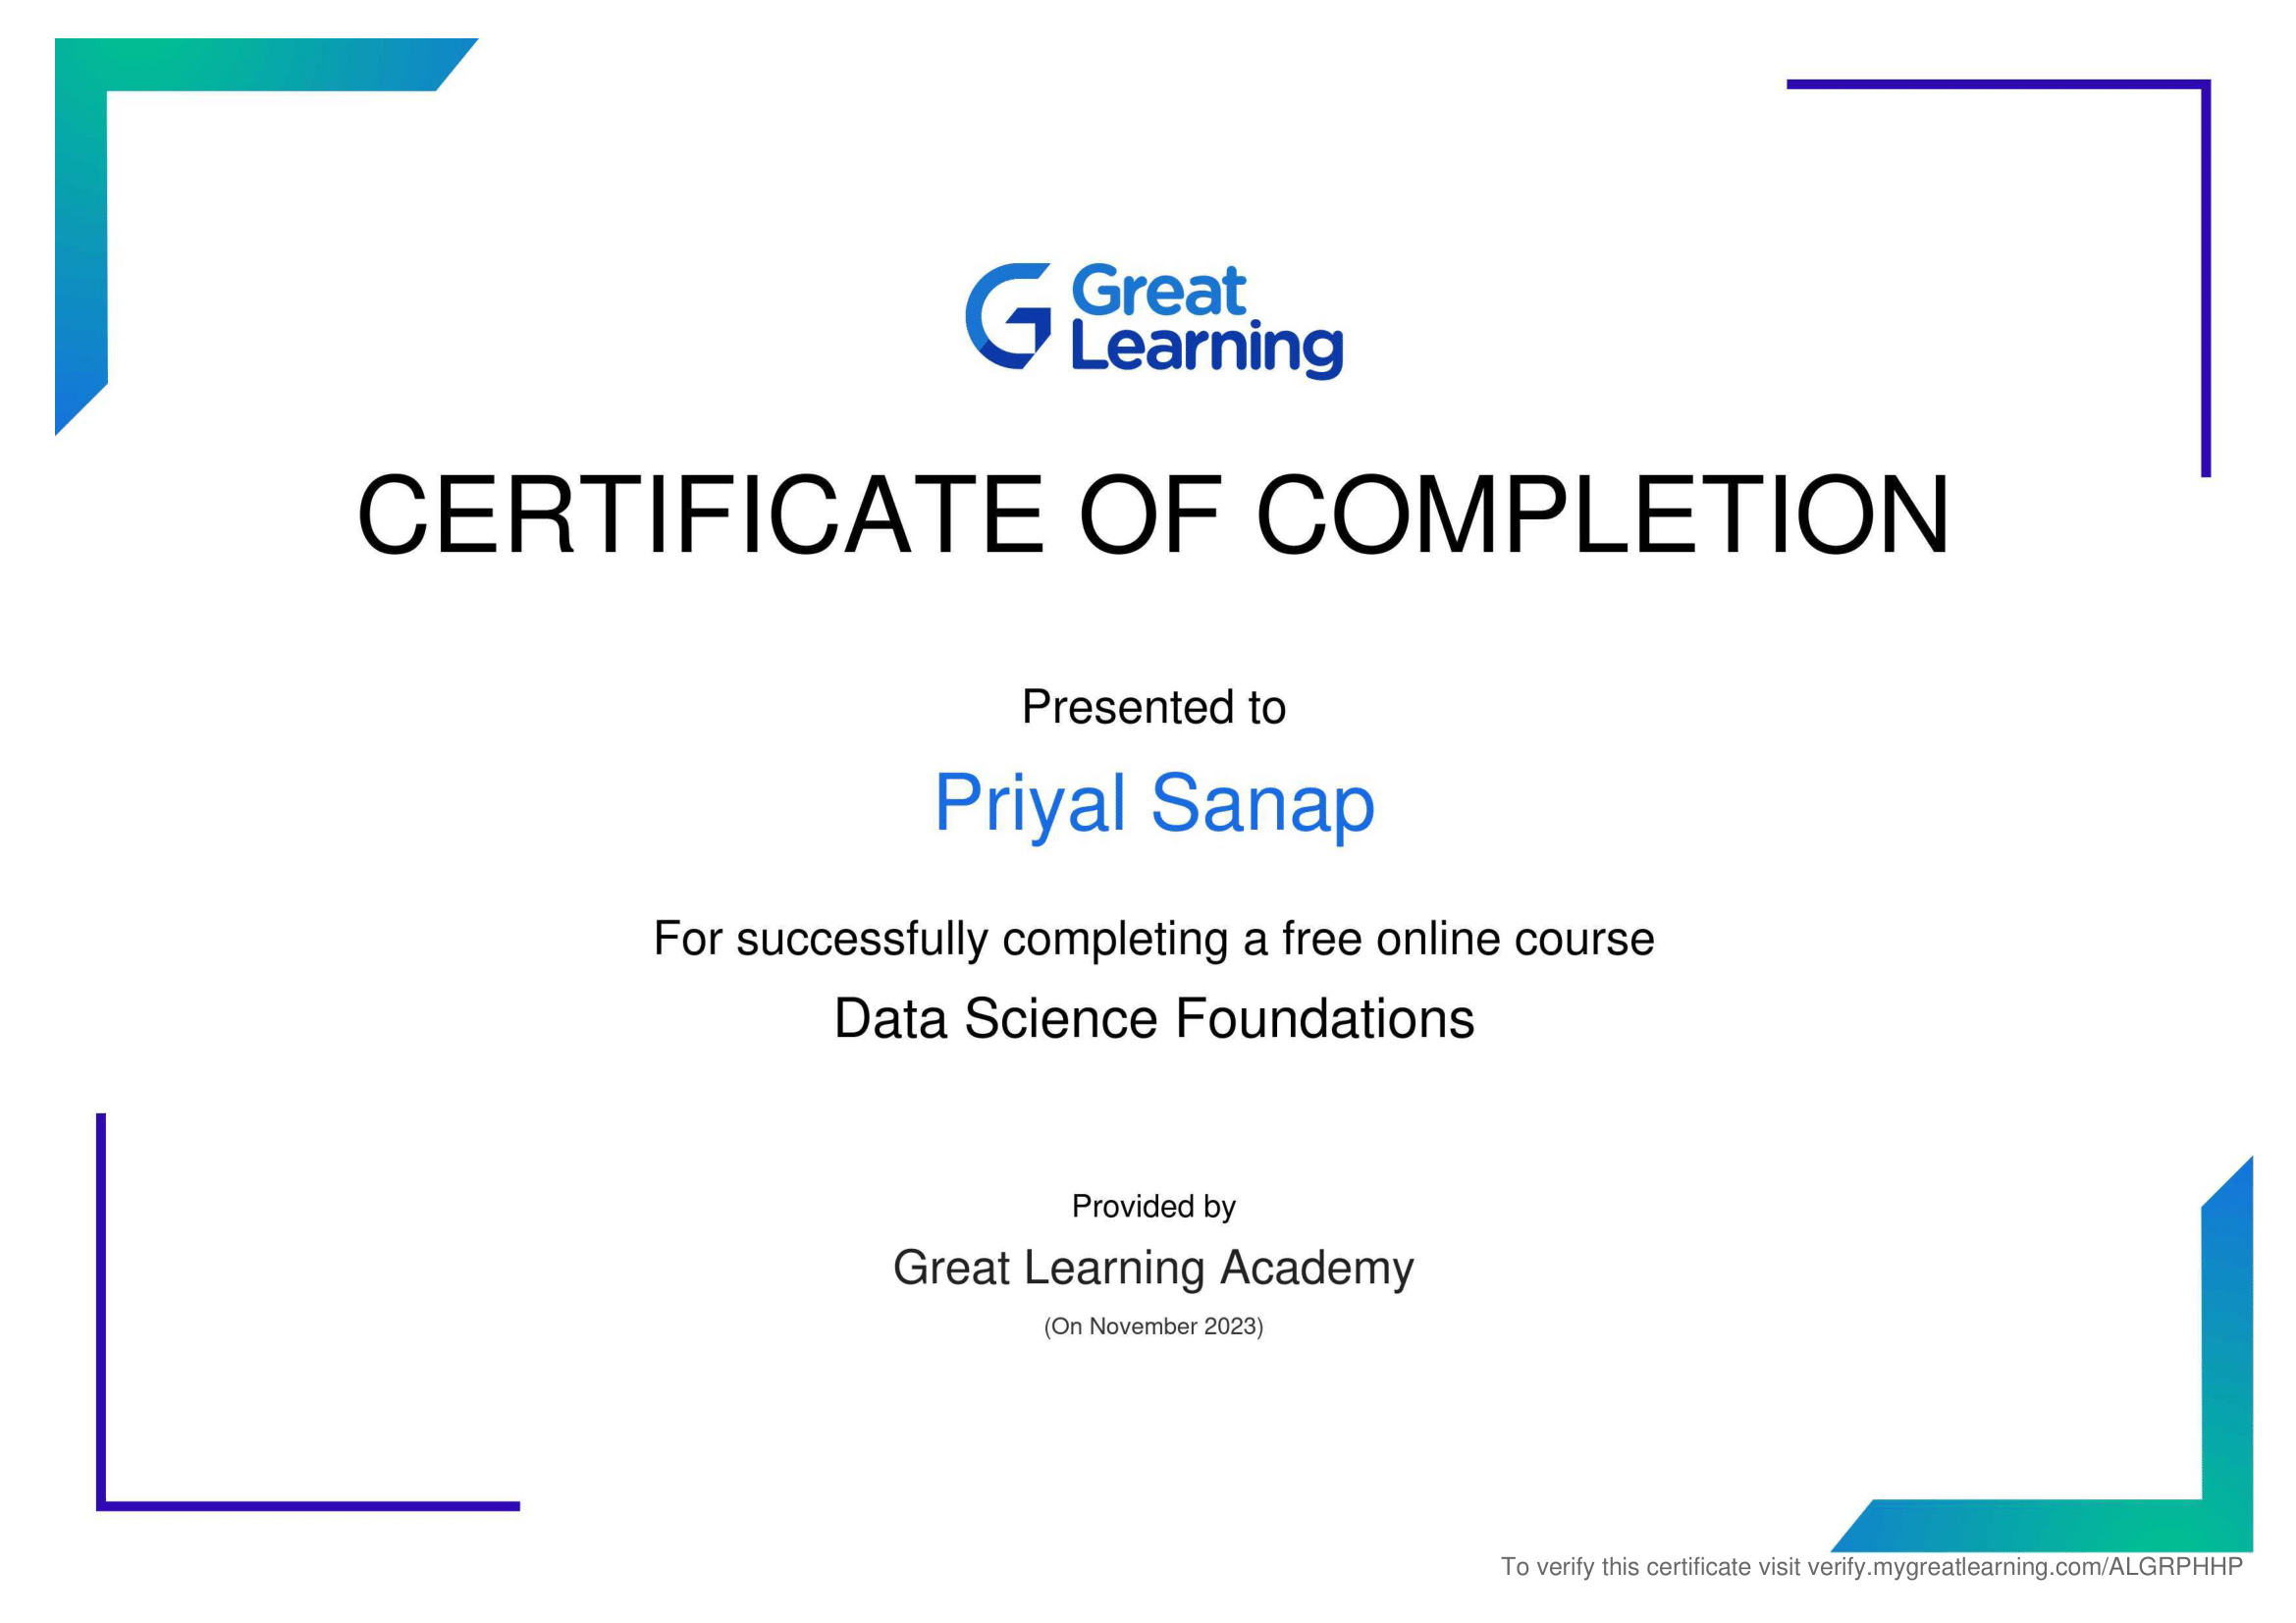 Great
Learning
CERTIFICATE OF COMPLETION
Presented to
Priyal Sanap
For successfully completing a free online course
Data Science Foundations
Provided by
Great Learning Academy
(On November 2023)
To verify this certificate visit verify.mygreatlearning.com/ALGRPHHP